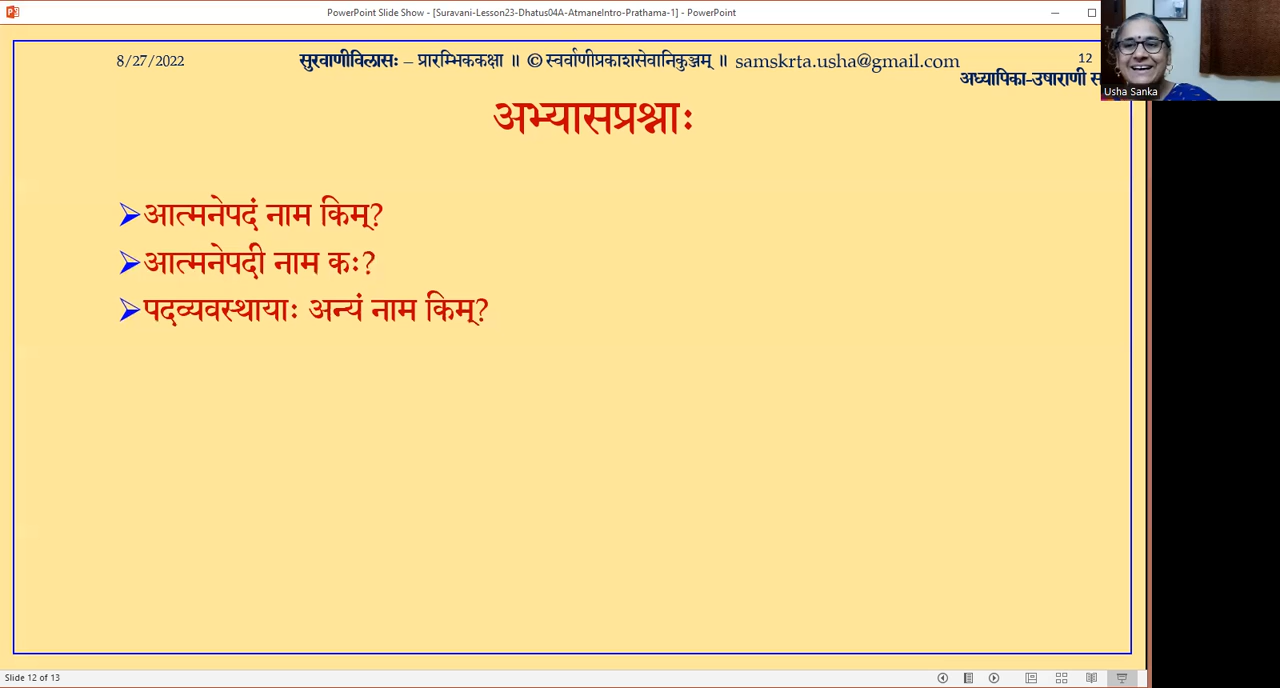 PowerPoint Slide Show - [Suravani-Lesson23-Dhatus04A-AtmaneIntro-Prathama-1] - PowerPoint
8/27/2022
सुरवाणीविलासः – प्रारम्भिककक्षा ॥ © स्वर्वाणीप्रकाशसेवानिकुञ्जम् ॥ samskrta.usha@gmail.com
12
अध्यापिका-उषाराणी
Usha Sanka
अभ्यासप्रश्नाः
आत्मनेपदं नाम किम्?
आत्मनेपदी नाम कः?
पदव्यवस्थायाः अन्यं नाम किम्?
Slide 12 of 13